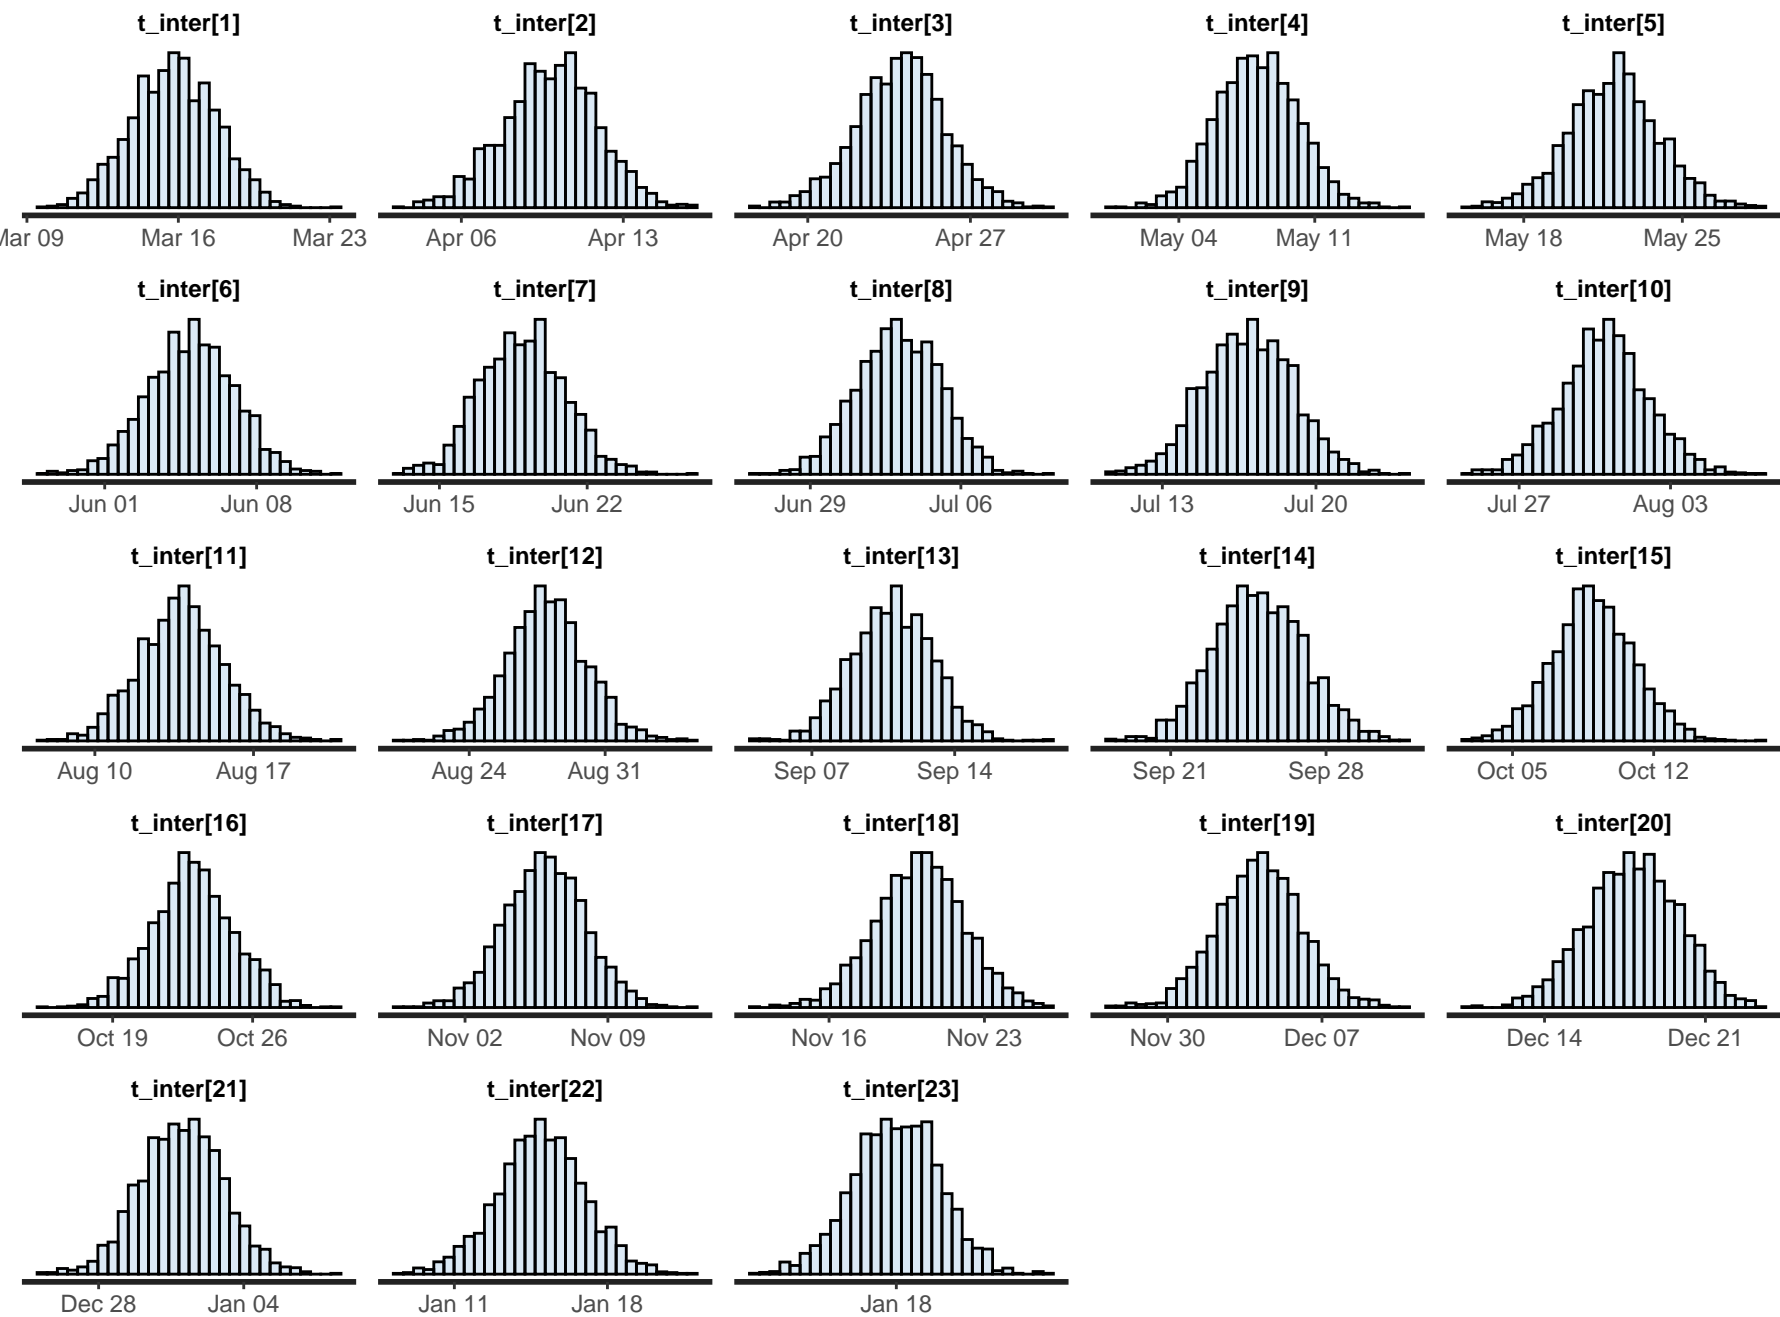 t_inter[1] t_inter[2] t_inter[3] t_inter[4] t_inter[5]
Mar 09 Mar 16 Mar 23 Apr 06 Apr 13 Apr 20 Apr 27 May 04 May 11 May 18 May 25
t_inter[6] t_inter[7] t_inter[8] t_inter[9] t_inter[10]
Jun 01 Jun 08 Jun 15 Jun 22 Jun 29 Jul 06 Jul 13 Jul 20 Jul 27 Aug 03
t_inter[11] t_inter[12] t_inter[13] t_inter[14] t_inter[15]
Aug 10 Aug 17 Aug 24 Aug 31 Sep 07 Sep 14 Sep 21 Sep 28 Oct 05 Oct 12
t_inter[16] t_inter[17] t_inter[18] t_inter[19] t_inter[20]
Oct 19 Oct 26 Nov 02 Nov 09 Nov 16 Nov 23 Nov 30 Dec 07 Dec 14 Dec 21
t_inter[21] t_inter[22] t_inter[23]
Dec 28 Jan 04 Jan 11 Jan 18 Jan 18